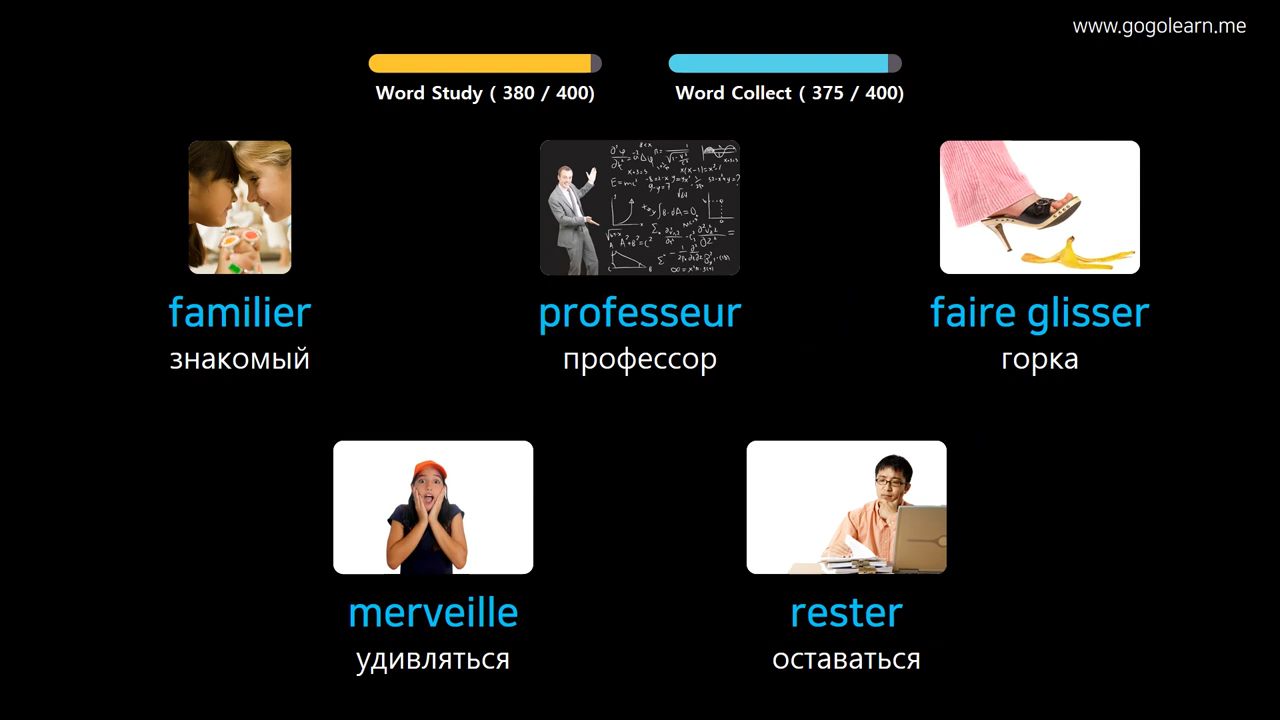 www.gogolearn.me
Word Study ( 380 / 400)
Word Collect ( 375 / 400)
familier
знакомый
professeur
профессор
faire glisser
горка
merveille
удивляться
rester
оставаться